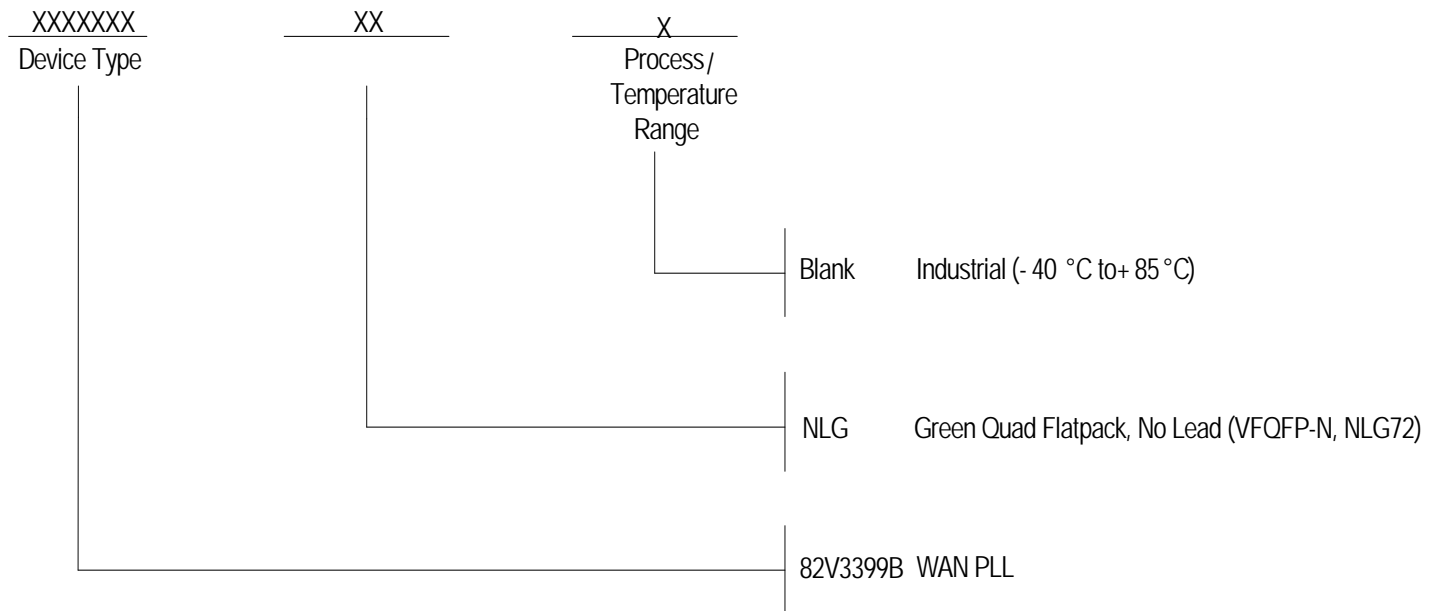 XXXXXXX XX X
Device Type
Process/
Temperature
Range
Blank Industrial (- 40 °C to+ 85 °C)
NLG Green Quad Flatpack, No Lead (VFQFP-N, NLG72)
82V3399B WAN PLL